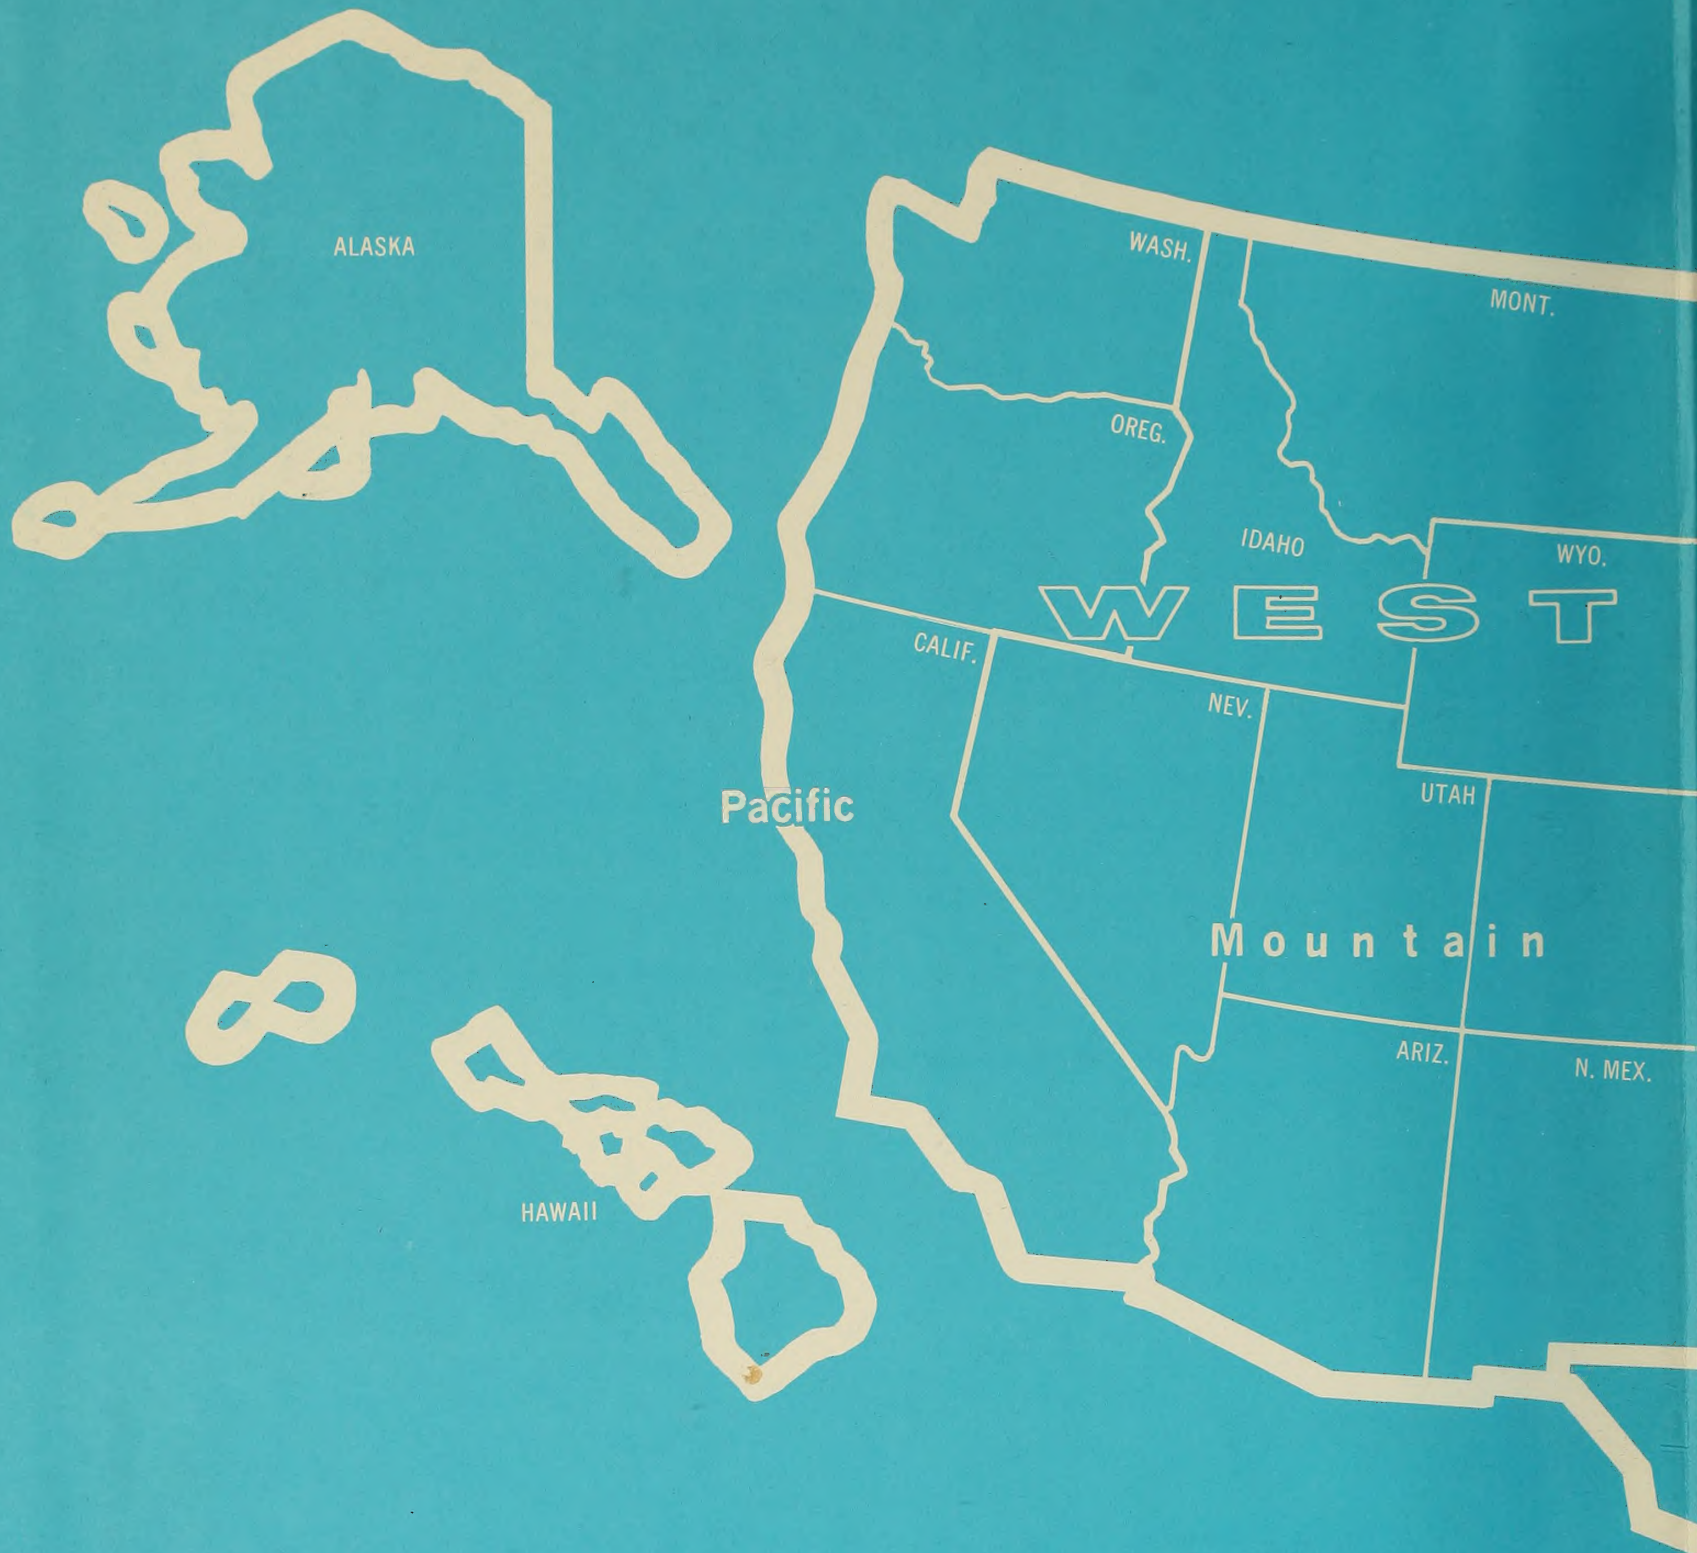 ALASKA
WASH.
MONT.
OREG.
IDAHO
WYO.
WEST
CALIF.
NEV.
UTAH
Pacific
Mountain
ARIZ.
N. MEX.
HAWAII